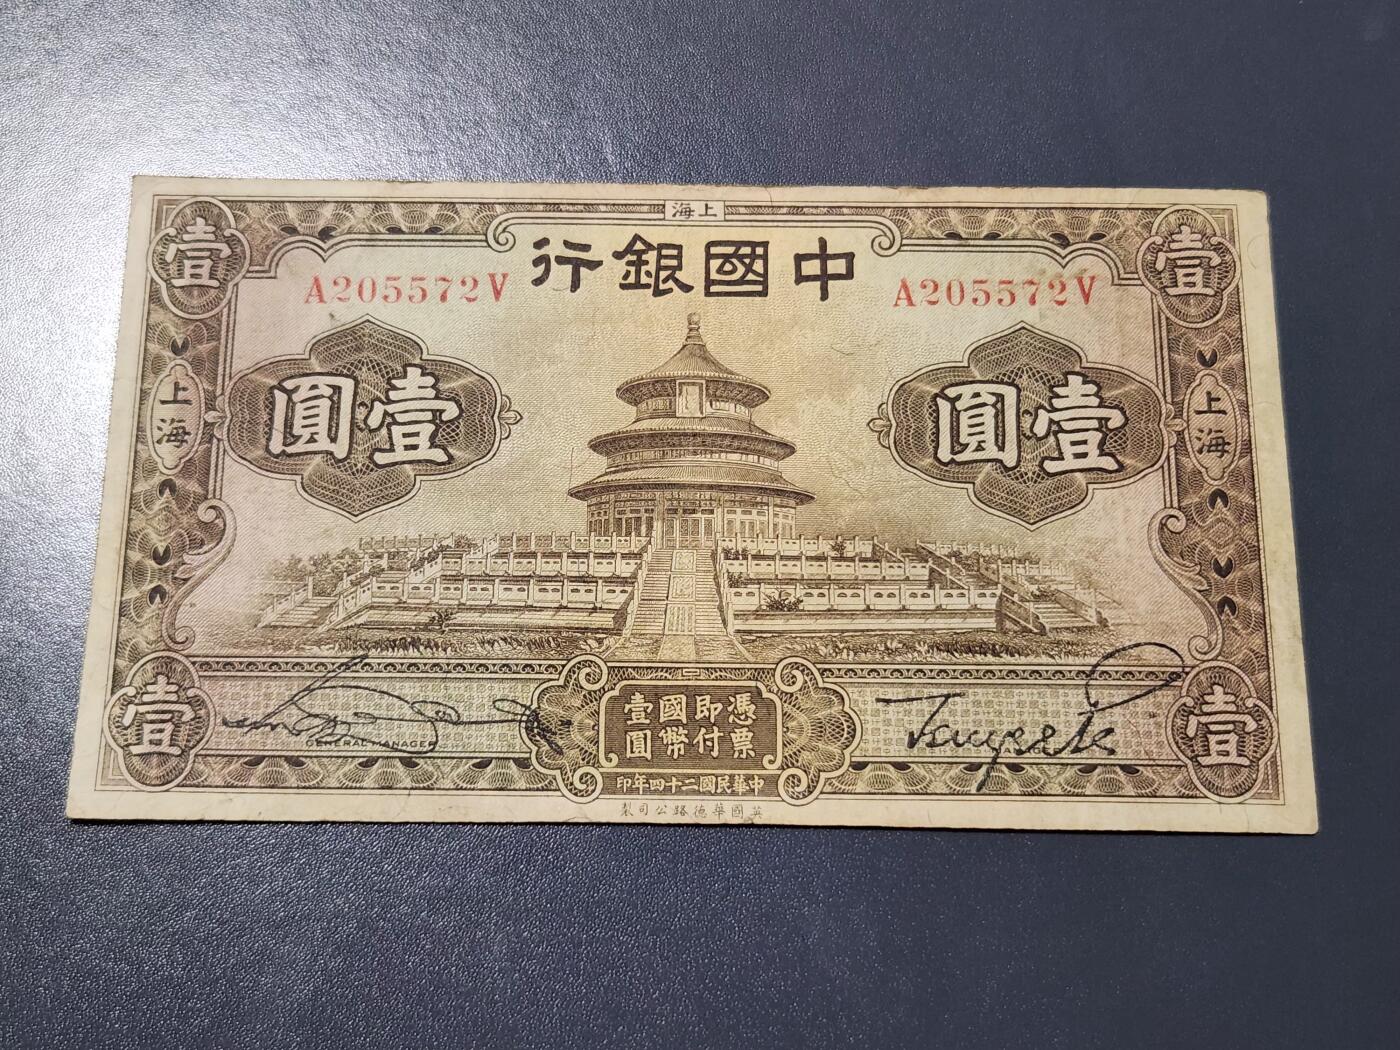 上海
中國銀行
A205572V
A205572V
壹
壹
壹圓
壹圓
上海
上海
憑票
即付
國幣
壹圓
中華民國二十四年印
GENERAL MANAGER
壹
壹
英國華德路公司製